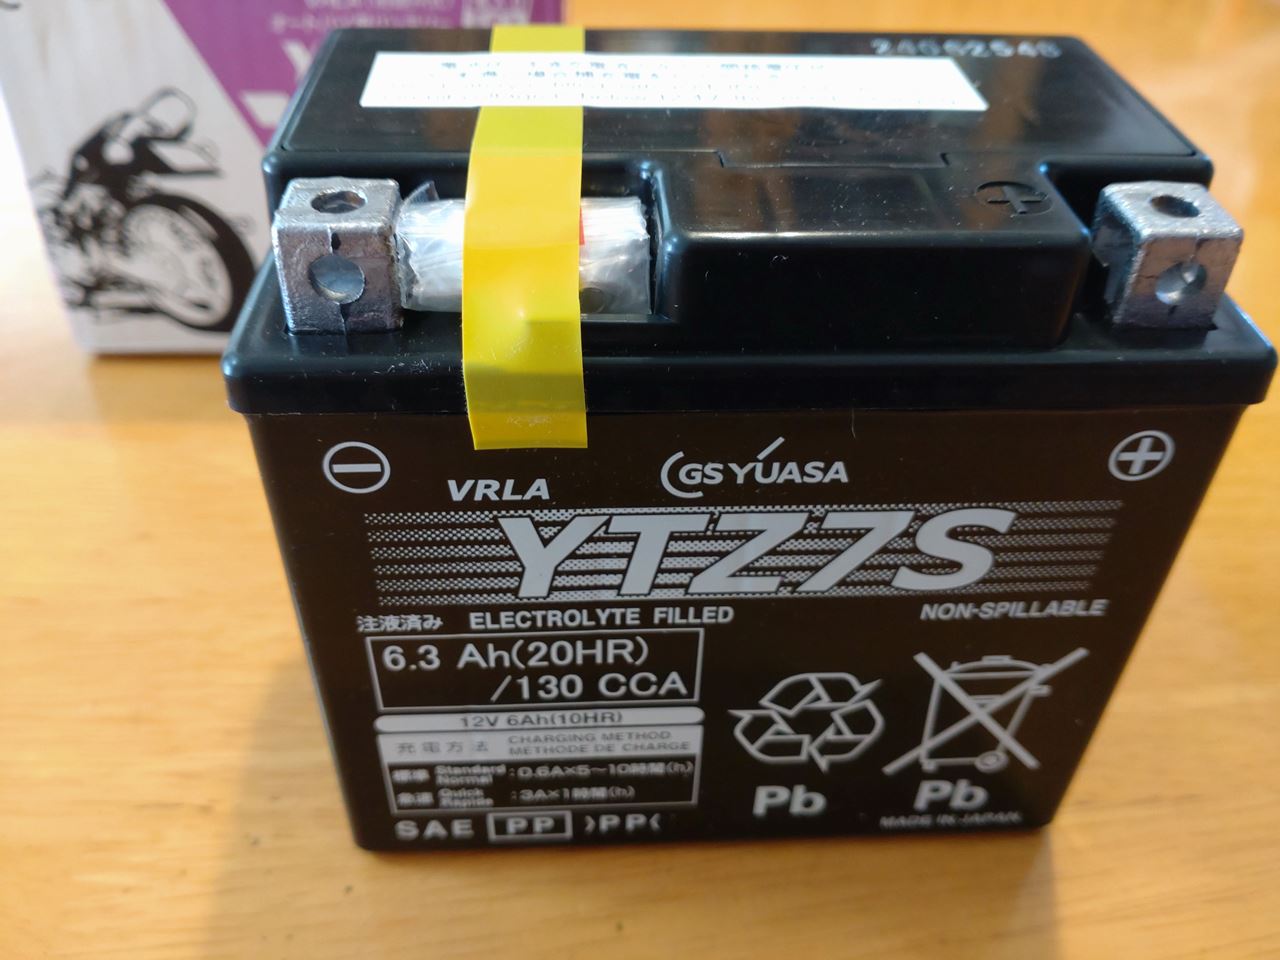 24062546
VRLA
GS YUASA
YTZ7S
注液済み ELECTROLYTE FILLED
NON-SPILLABLE
6.3 Ah(20HR)
/130 CCA
12V 6Ah(10HR)
充電方法
CHARGING METHOD
METHODE DE CHARGE
標準 Standard Normal : 0.6A×5~10時間(h)
急速 Quick Rapide : 3A×1時間(h)
SAE PP >PP<
Pb
Pb
MADE IN JAPAN